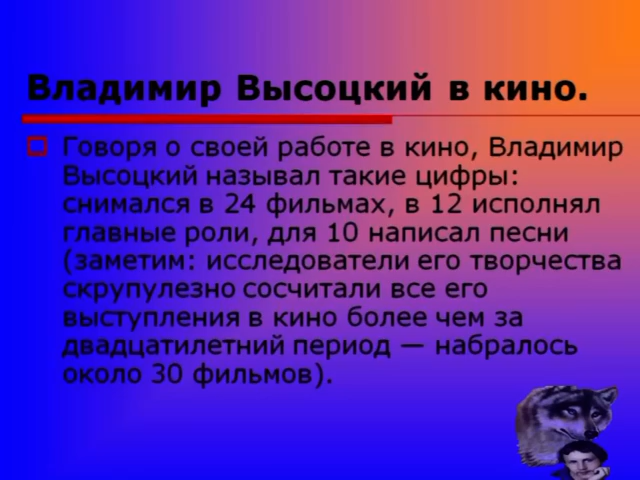 Владимир Высоцкий в кино.
Говоря о своей работе в кино, Владимир
Высоцкий называл такие цифры:
снимался в 24 фильмах, в 12 исполнял
главные роли, для 10 написал песни
(заметим: исследователи его творчества
скрупулезно сосчитали все его
выступления в кино более чем за
двадцатилетний период — набралось
около 30 фильмов).